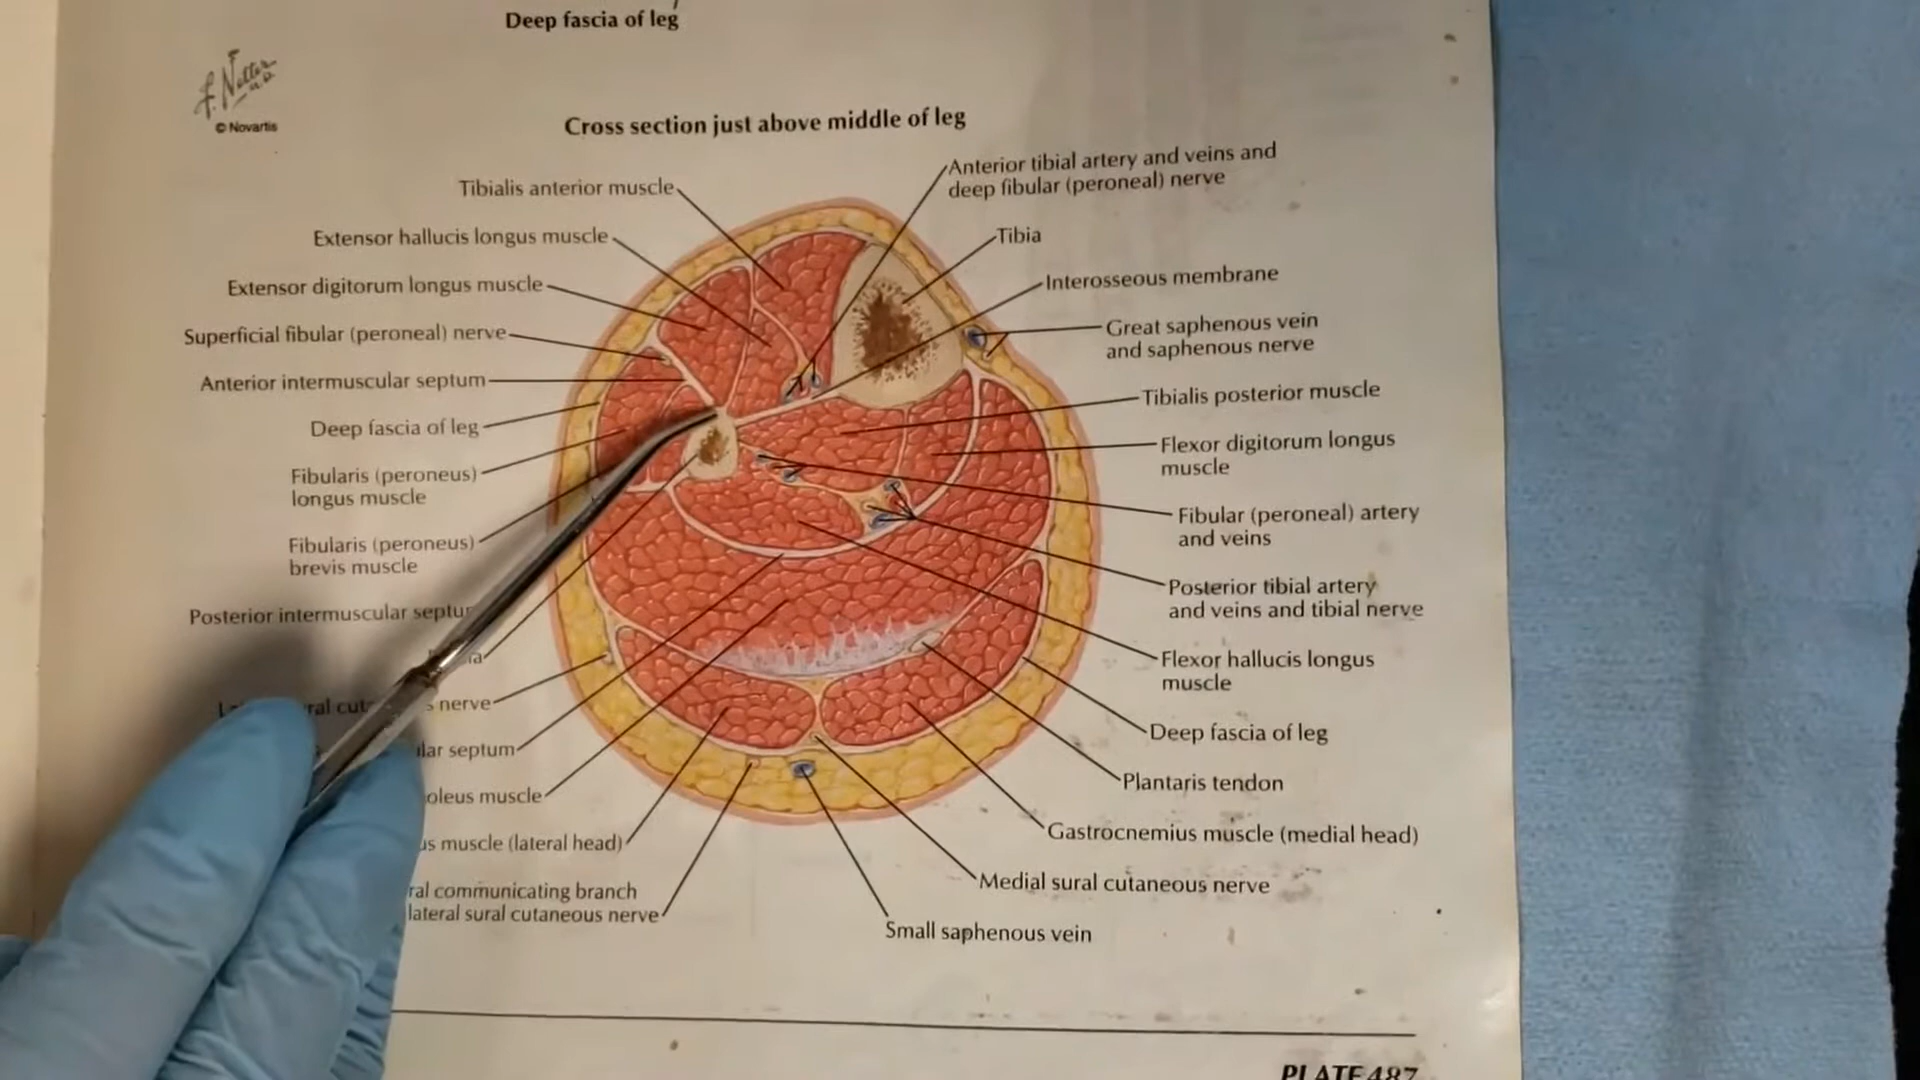 Deep fascia of leg
F. Netter M.D.
© Novartis
Cross section just above middle of leg
Anterior tibial artery and veins and
deep fibular (peroneal) nerve
Tibialis anterior muscle
Tibia
Extensor hallucis longus muscle
Interosseous membrane
Extensor digitorum longus muscle
Great saphenous vein
and saphenous nerve
Superficial fibular (peroneal) nerve
Anterior intermuscular septum
Tibialis posterior muscle
Deep fascia of leg
Flexor digitorum longus
muscle
Fibularis (peroneus)
longus muscle
Fibular (peroneal) artery
and veins
Fibularis (peroneus)
brevis muscle
Posterior tibial artery
and veins and tibial nerve
Posterior intermuscular
Flexor hallucis longus
muscle
nerve
Deep fascia of leg
septum
Plantaris tendon
muscle
Gastrocnemius muscle (medial head)
muscle (lateral head)
Medial sural cutaneous nerve
communicating branch
lateral sural cutaneous nerve
Small saphenous vein
PLATE 487